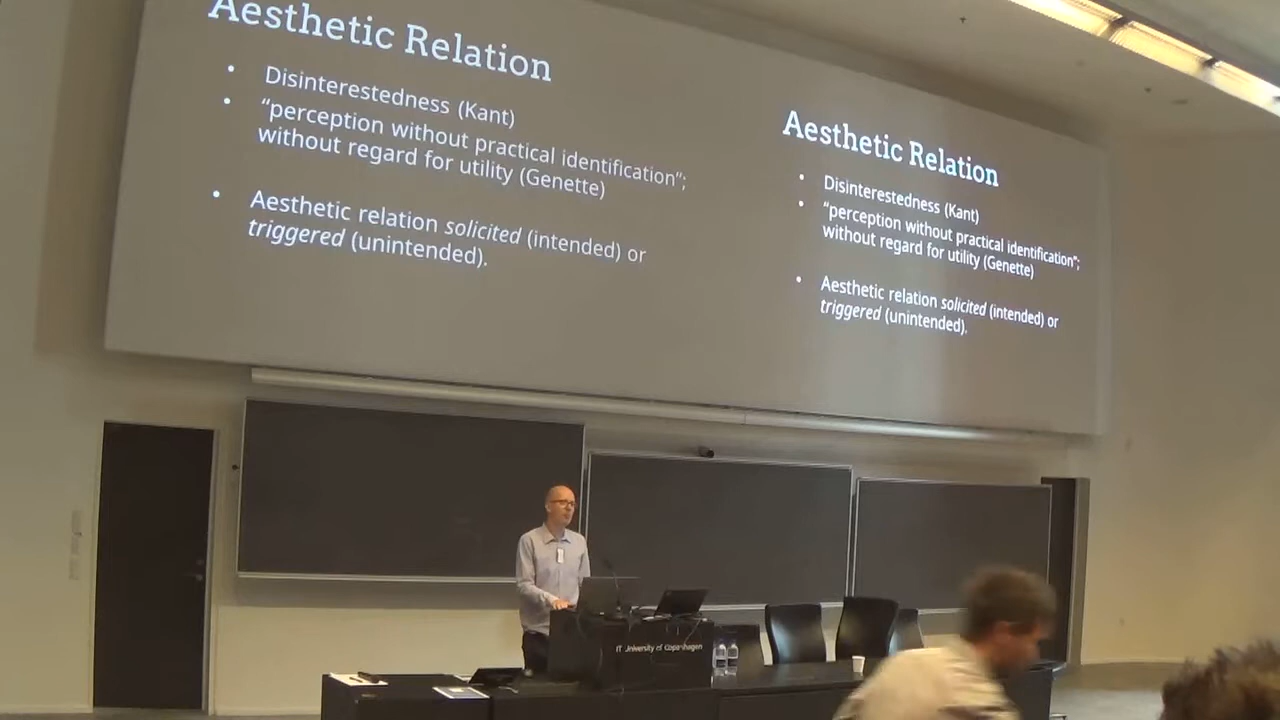 Aesthetic Relation
• Disinterestedness (Kant)
• “perception without practical identification”;
without regard for utility (Genette)
• Aesthetic relation solicited (intended) or
triggered (unintended).
Aesthetic Relation
• Disinterestedness (Kant)
• “perception without practical identification”;
without regard for utility (Genette)
• Aesthetic relation solicited (intended) or
triggered (unintended).
IT University of Copenhagen